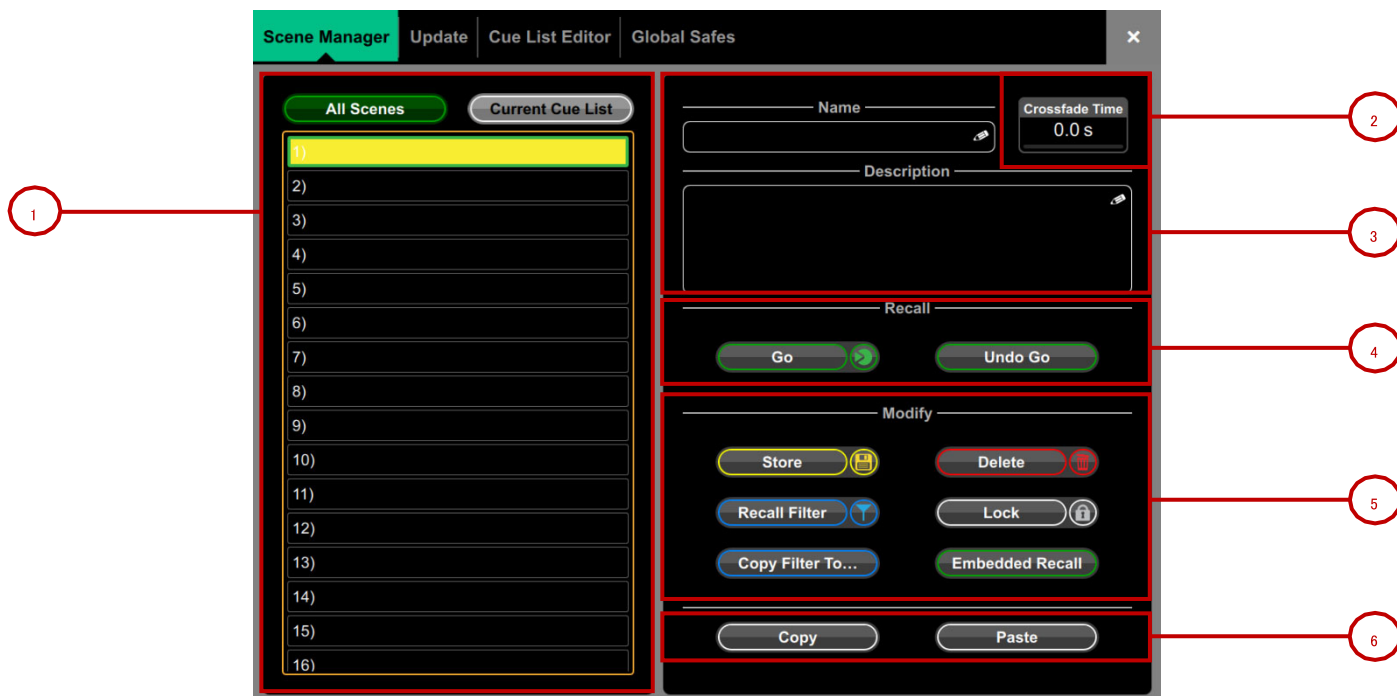 Scene Manager Update Cue List Editor Global Safes ×
All Scenes Current Cue List
1)
2)
3)
4)
5)
6)
7)
8)
9)
10)
11)
12)
13)
14)
15)
16)
Name
Crossfade Time
0.0 s
Description
Recall
Go Undo Go
Modify
Store Delete
Recall Filter Lock
Copy Filter To... Embedded Recall
Copy Paste
1
2
3
4
5
6